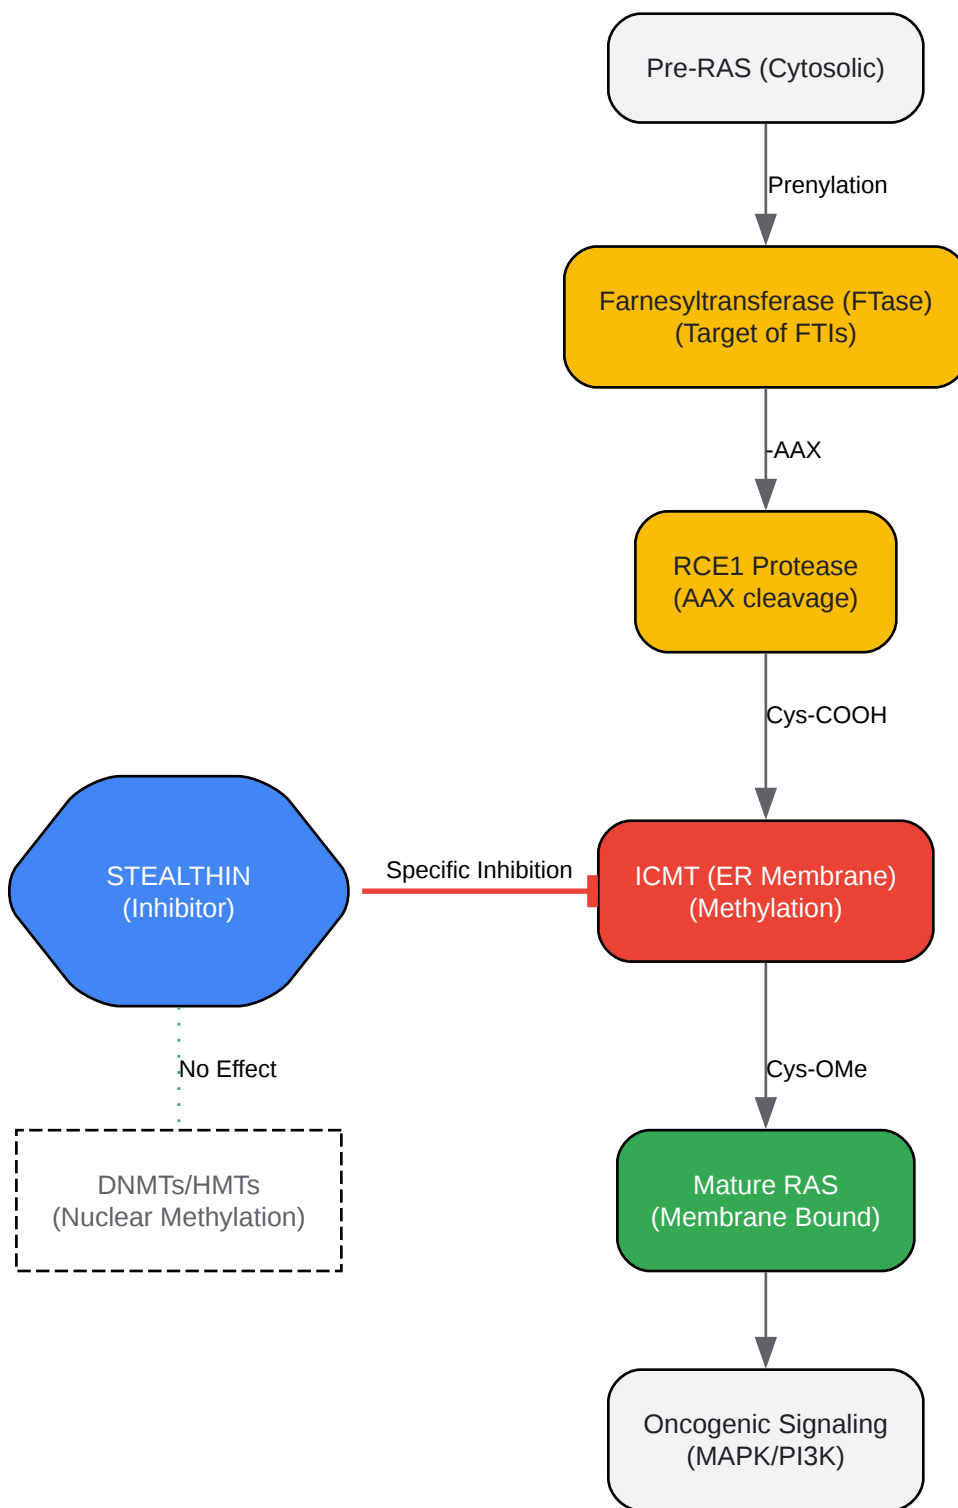 Pre-RAS (Cytosolic)
Prenylation
Farnesyltransferase (FTase)
(Target of FTIs)
-AAX
RCE1 Protease
(AAX cleavage)
Cys-COOH
STEALTHIN
(Inhibitor)
Specific Inhibition
ICMT (ER Membrane)
(Methylation)
No Effect
Cys-OMe
DNMTs/HMTs
(Nuclear Methylation)
Mature RAS
(Membrane Bound)
Oncogenic Signaling
(MAPK/PI3K)